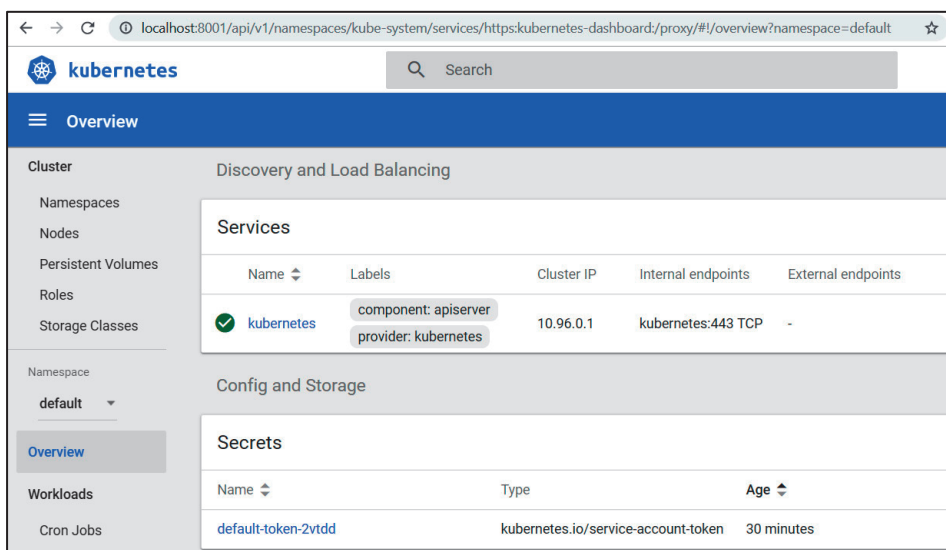 localhost:8001/api/v1/namespaces/kube-system/services/https:kubernetes-dashboard:/proxy/#!/overview?namespace=default
kubernetes
Search
Overview
Cluster
Namespaces
Nodes
Persistent Volumes
Roles
Storage Classes
Namespace
default
Overview
Workloads
Cron Jobs
Discovery and Load Balancing
Services
Name Labels Cluster IP Internal endpoints External endpoints
kubernetes component: apiserver provider: kubernetes 10.96.0.1 kubernetes:443 TCP -
Config and Storage
Secrets
Name Type Age
default-token-2vtdd kubernetes.io/service-account-token 30 minutes